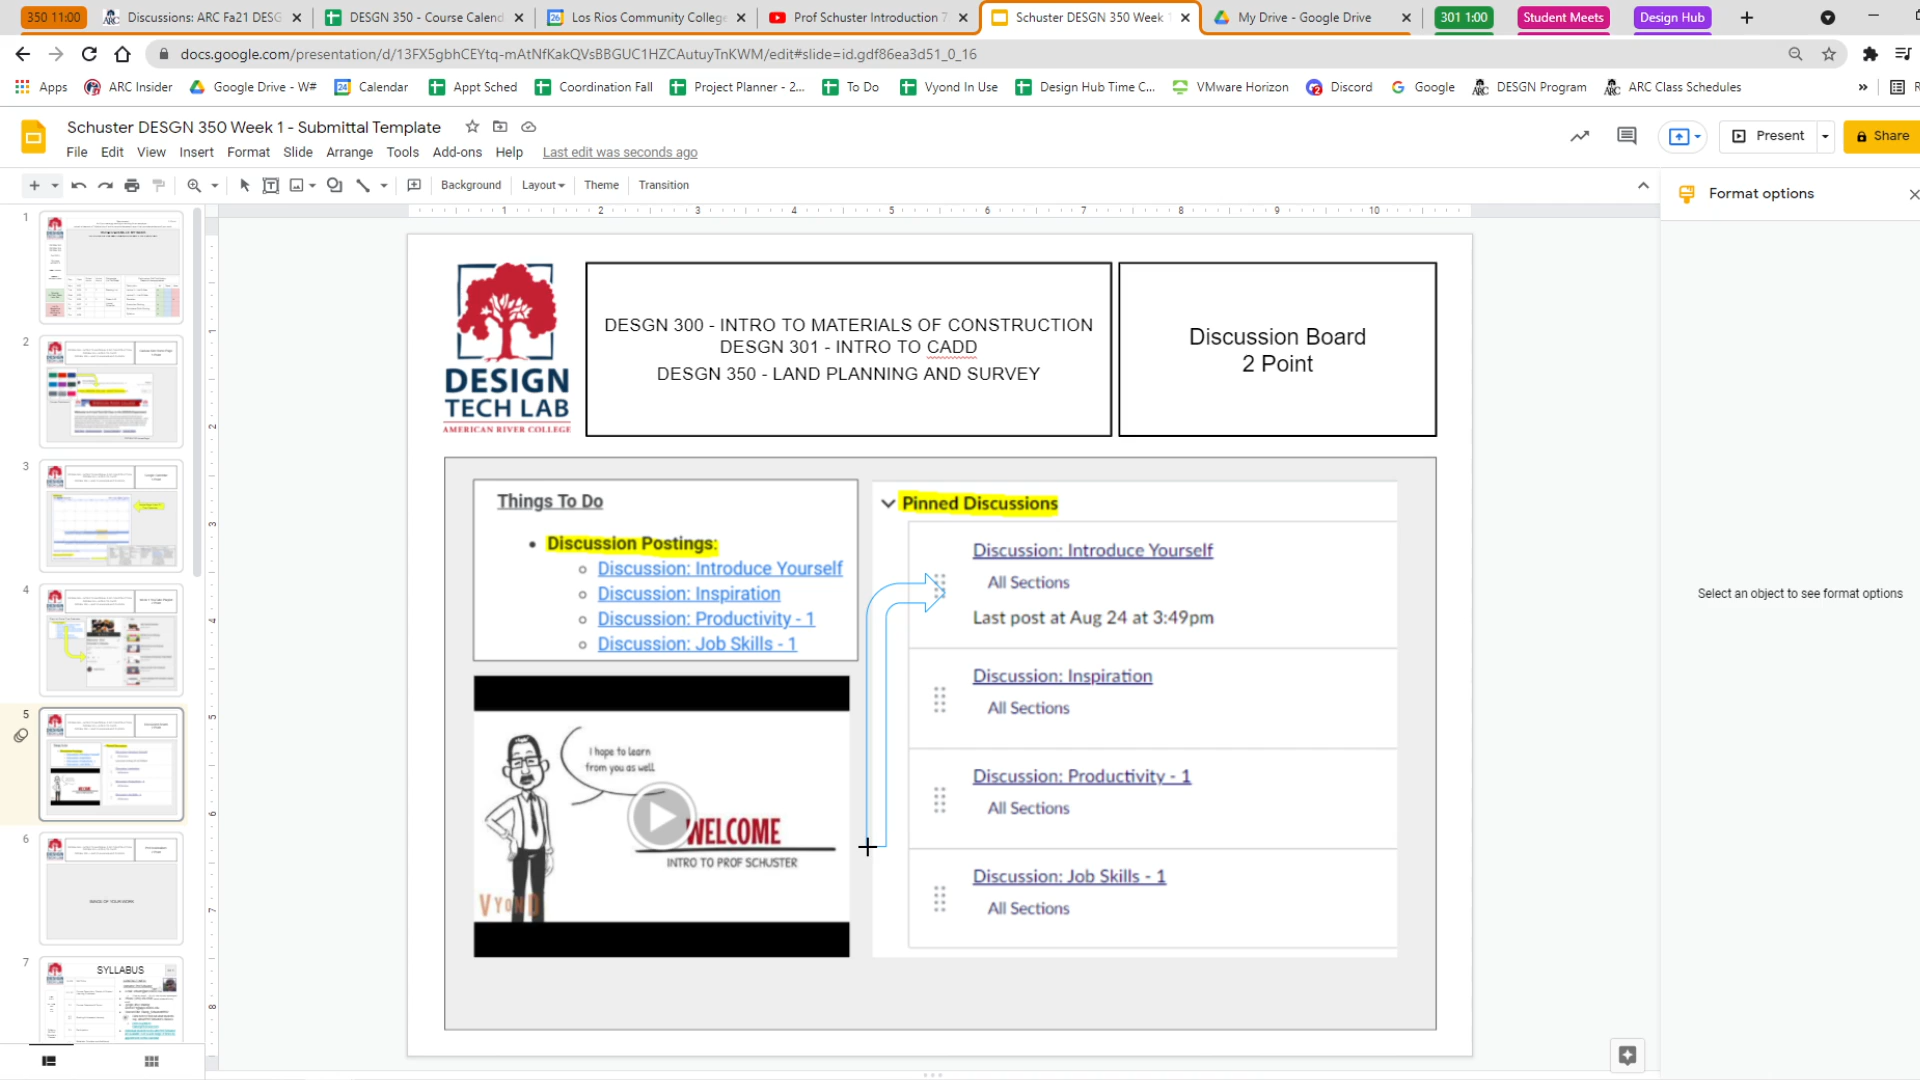 350 11:00
Discussions: ARC Fa21 DESG
DESGN 350 - Course Calend
Los Rios Community College
Prof Schuster Introduction 7
Schuster DESGN 350 Week
My Drive - Google Drive
301 1:00
Student Meets
Design Hub
docs.google.com/presentation/d/13FX5gbhCEYtq-mAtNfKakQVsBBGUC1HZCAutuyTnKWM/edit#slide=id.gdf86ea3d51_0_16
Apps
ARC Insider
Google Drive - W#
Calendar
Appt Sched
Coordination Fall
Project Planner - 2...
To Do
Vyond In Use
Design Hub Time C...
VMware Horizon
Discord
Google
DESGN Program
ARC Class Schedules
Schuster DESGN 350 Week 1 - Submittal Template
Present
Share
File Edit View Insert Format Slide Arrange Tools Add-ons Help Last edit was seconds ago
Background Layout Theme Transition
Format options
Select an object to see format options
1
2
3
4
5
6
7
SYLLABUS
DESIGN
TECH LAB
AMERICAN RIVER COLLEGE
DESGN 300 - INTRO TO MATERIALS OF CONSTRUCTION
DESGN 301 - INTRO TO CADD
DESGN 350 - LAND PLANNING AND SURVEY
Discussion Board
2 Point
Things To Do
Discussion Postings:
Discussion: Introduce Yourself
Discussion: Inspiration
Discussion: Productivity - 1
Discussion: Job Skills - 1
I hope to learn
from you as well.
WELCOME
INTRO TO PROF SCHUSTER
VYOND
Pinned Discussions
Discussion: Introduce Yourself
All Sections
Last post at Aug 24 at 3:49pm
Discussion: Inspiration
All Sections
Discussion: Productivity - 1
All Sections
Discussion: Job Skills - 1
All Sections